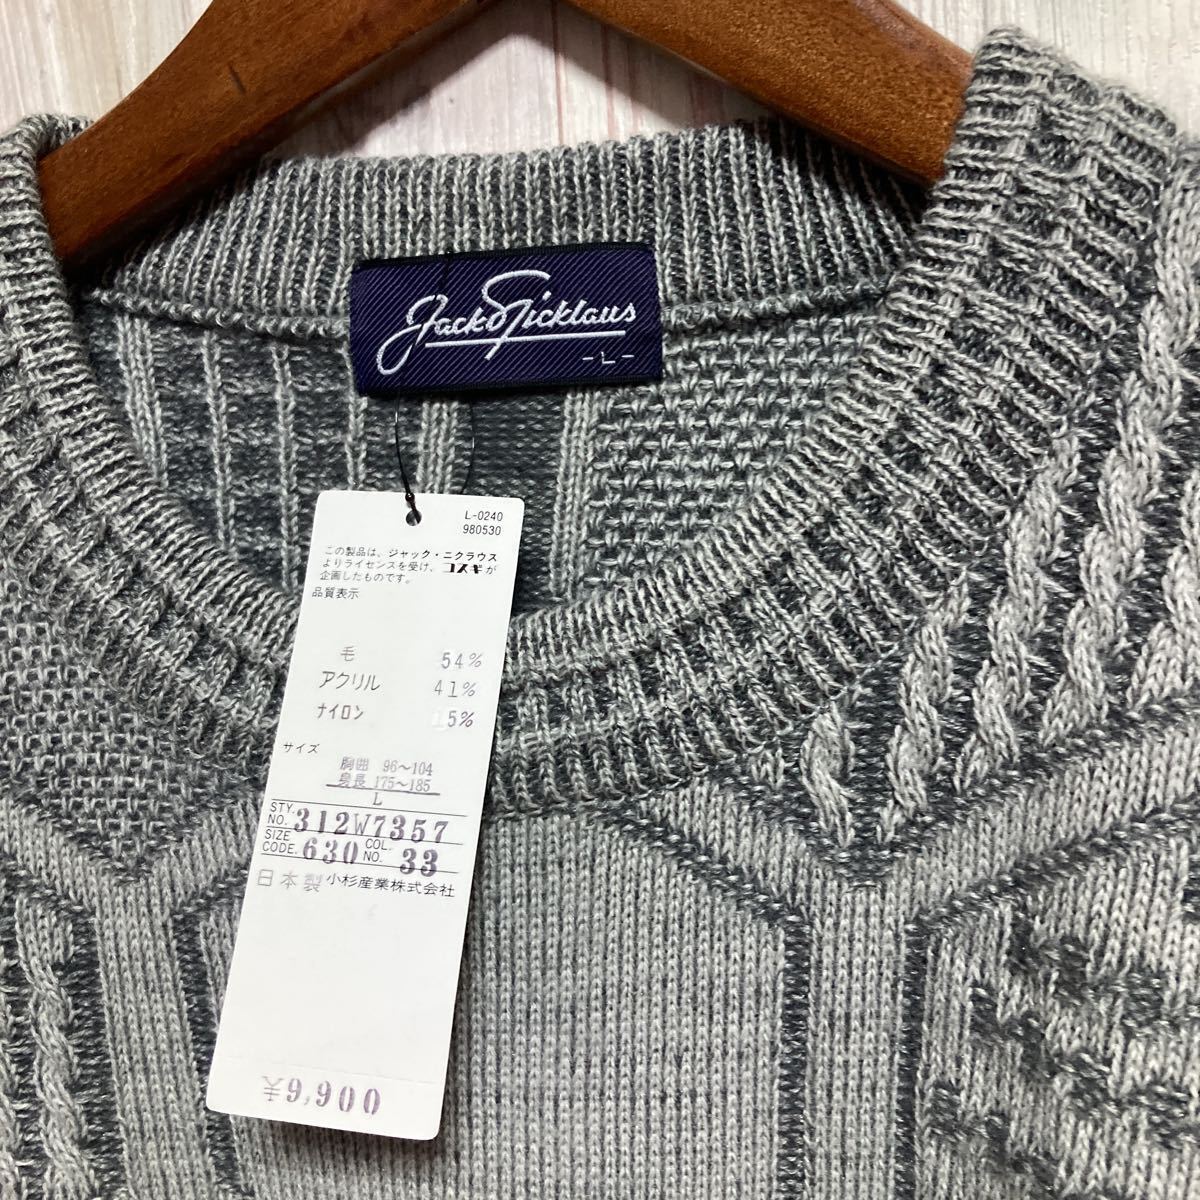 Jack Nicklaus
- L -
L-0240
980530
この製品は、ジャック・ニクラウス
よりライセンスを受け、コスギが
企画したものです。
品質表示
毛 54%
アクリル 41%
ナイロン 5%
サイズ
胸囲 96～104
身長 175～185
L
STY. NO. 312W7357
SIZE CODE. 630 COL. NO. 33
日本製 小杉産業株式会社
¥9,900